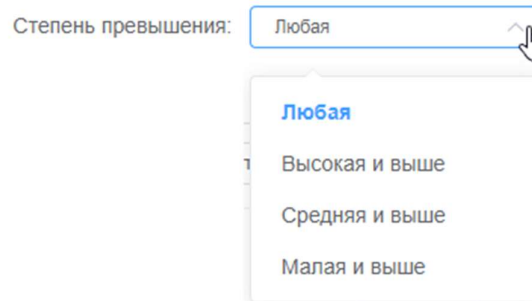 Степень превышения: Любая
Любая
Высокая и выше
Средняя и выше
Малая и выше